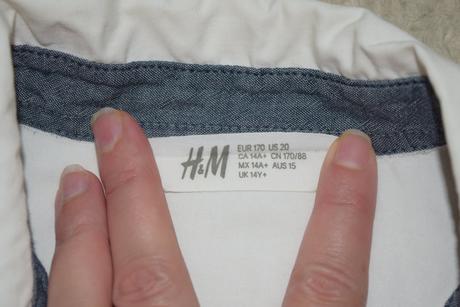 H&M
EUR 170 US 20
CA 14A+ CN 170/88
MX 14A+ AUS 15
UK 14Y+